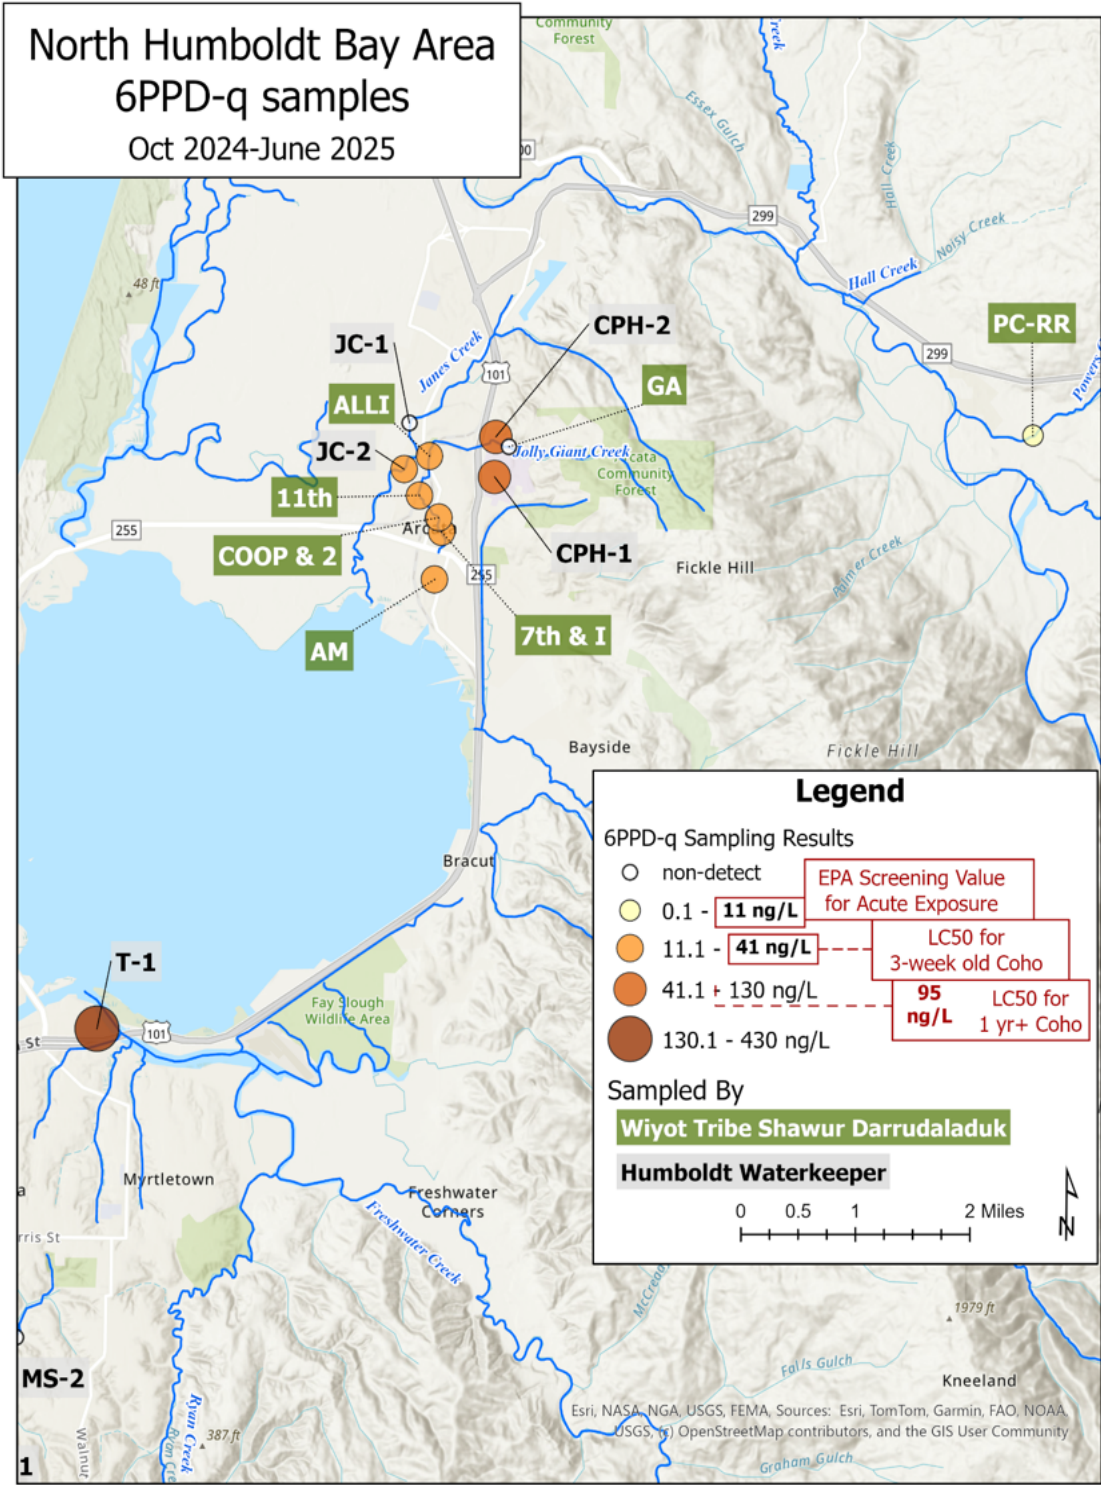 North Humboldt Bay Area
6PPD-q samples
Oct 2024-June 2025
Community
Forest
Creek
Essex Gulch
Hall Creek
299
Noisy Creek
Hall Creek
48 ft
PC-RR
CPH-2
JC-1
Janes Creek
299
Powers
101
GA
ALLI
JC-2
Jolly Giant Creek
Community
Forest
11th
255
COOP & 2
CPH-1
255
Fickle Hill
Palmer Creek
7th & I
AM
Bayside
Fickle Hill
Bracut
T-1
Fay Slough
Wildlife Area
101
St
Legend
6PPD-q Sampling Results
non-detect
EPA Screening Value
for Acute Exposure
0.1 - 11 ng/L
11.1 - 41 ng/L
LC50 for
3-week old Coho
41.1 - 130 ng/L
95
ng/L
LC50 for
1 yr+ Coho
130.1 - 430 ng/L
Sampled By
Wiyot Tribe Shawur Darrudaladuk
Humboldt Waterkeeper
0 0.5 1 2 Miles
N
Myrtletown
Freshwater
Corners
Freshwater Creek
rris St
a
MS-2
1979 ft
Falls Gulch
Kneeland
Ryan Creek
387 ft
Walnut
Esri, NASA, NGA, USGS, FEMA, Sources: Esri, TomTom, Garmin, FAO, NOAA,
USGS, (c) OpenStreetMap contributors, and the GIS User Community
Graham Gulch
1